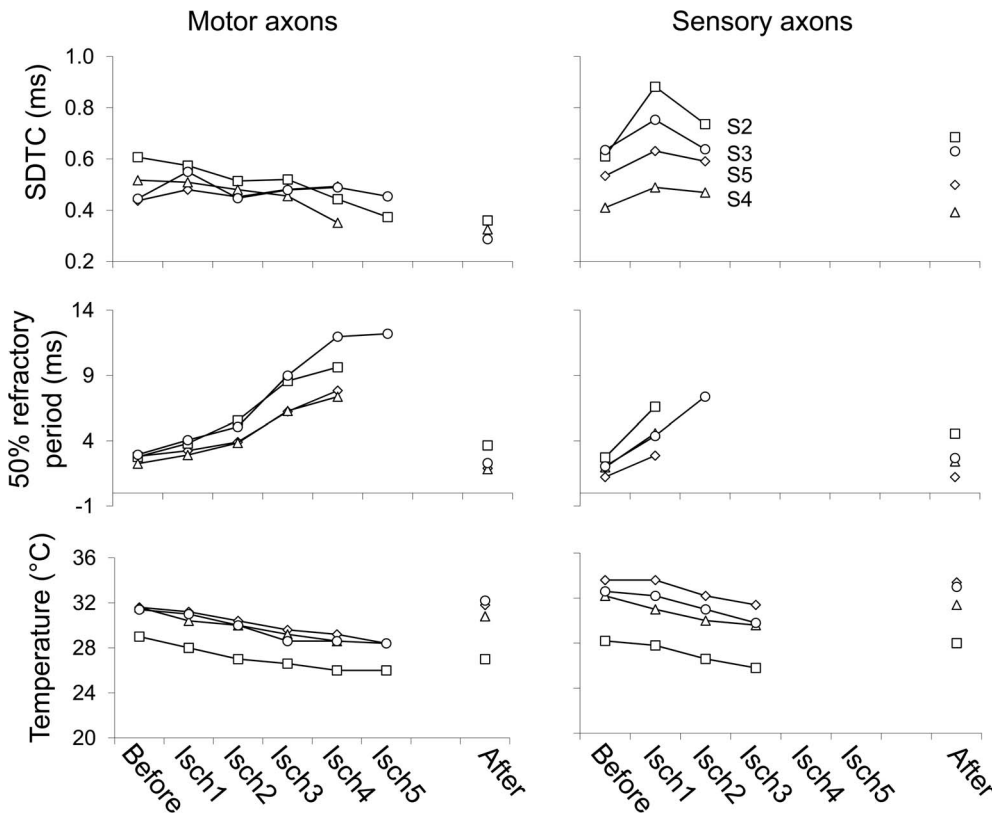 Motor axons
Sensory axons
SDTC (ms)
1.0
0.8
0.6
0.4
0.2
S2
S3
S5
S4
50% refractory
period (ms)
14
9
4
-1
Temperature (°C)
36
32
28
24
20
Before
Isch1
Isch2
Isch3
Isch4
Isch5
After
Before
Isch1
Isch2
Isch3
Isch4
Isch5
After